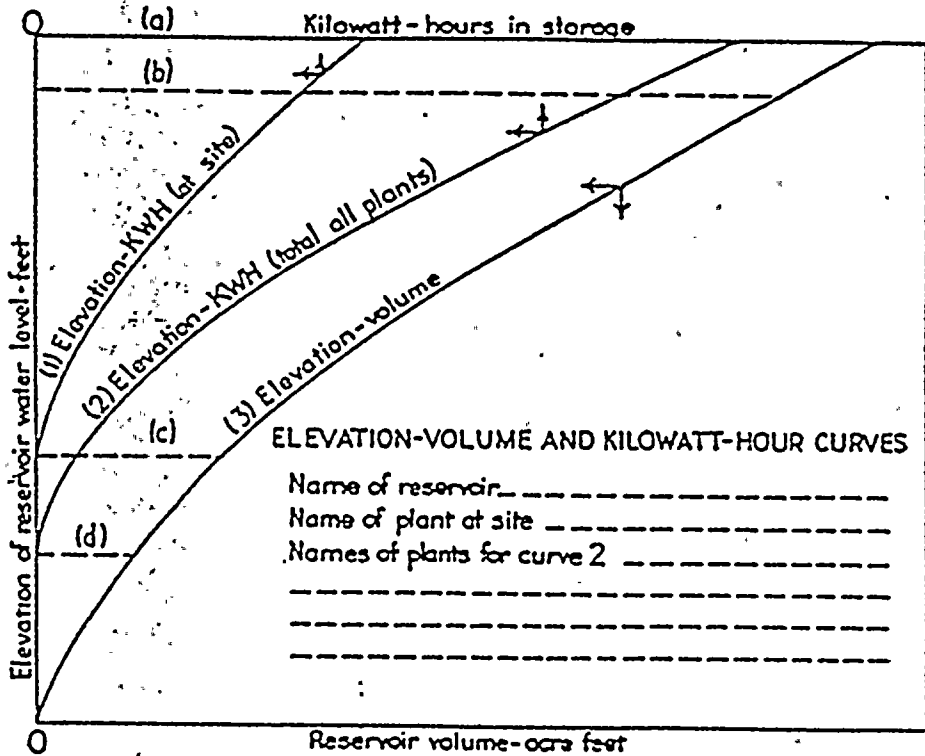 O
(a)
Kilowatt-hours in storage
(b)
(1) Elevation-KWH (at site)
(2) Elevation-KWH (total all plants)
(3) Elevation-volume
Elevation of reservoir water level-feet
(c)
ELEVATION-VOLUME AND KILOWATT-HOUR CURVES
Name of reservoir
Name of plant at site
(d)
Names of plants for curve 2
O
Reservoir volume-acre feet